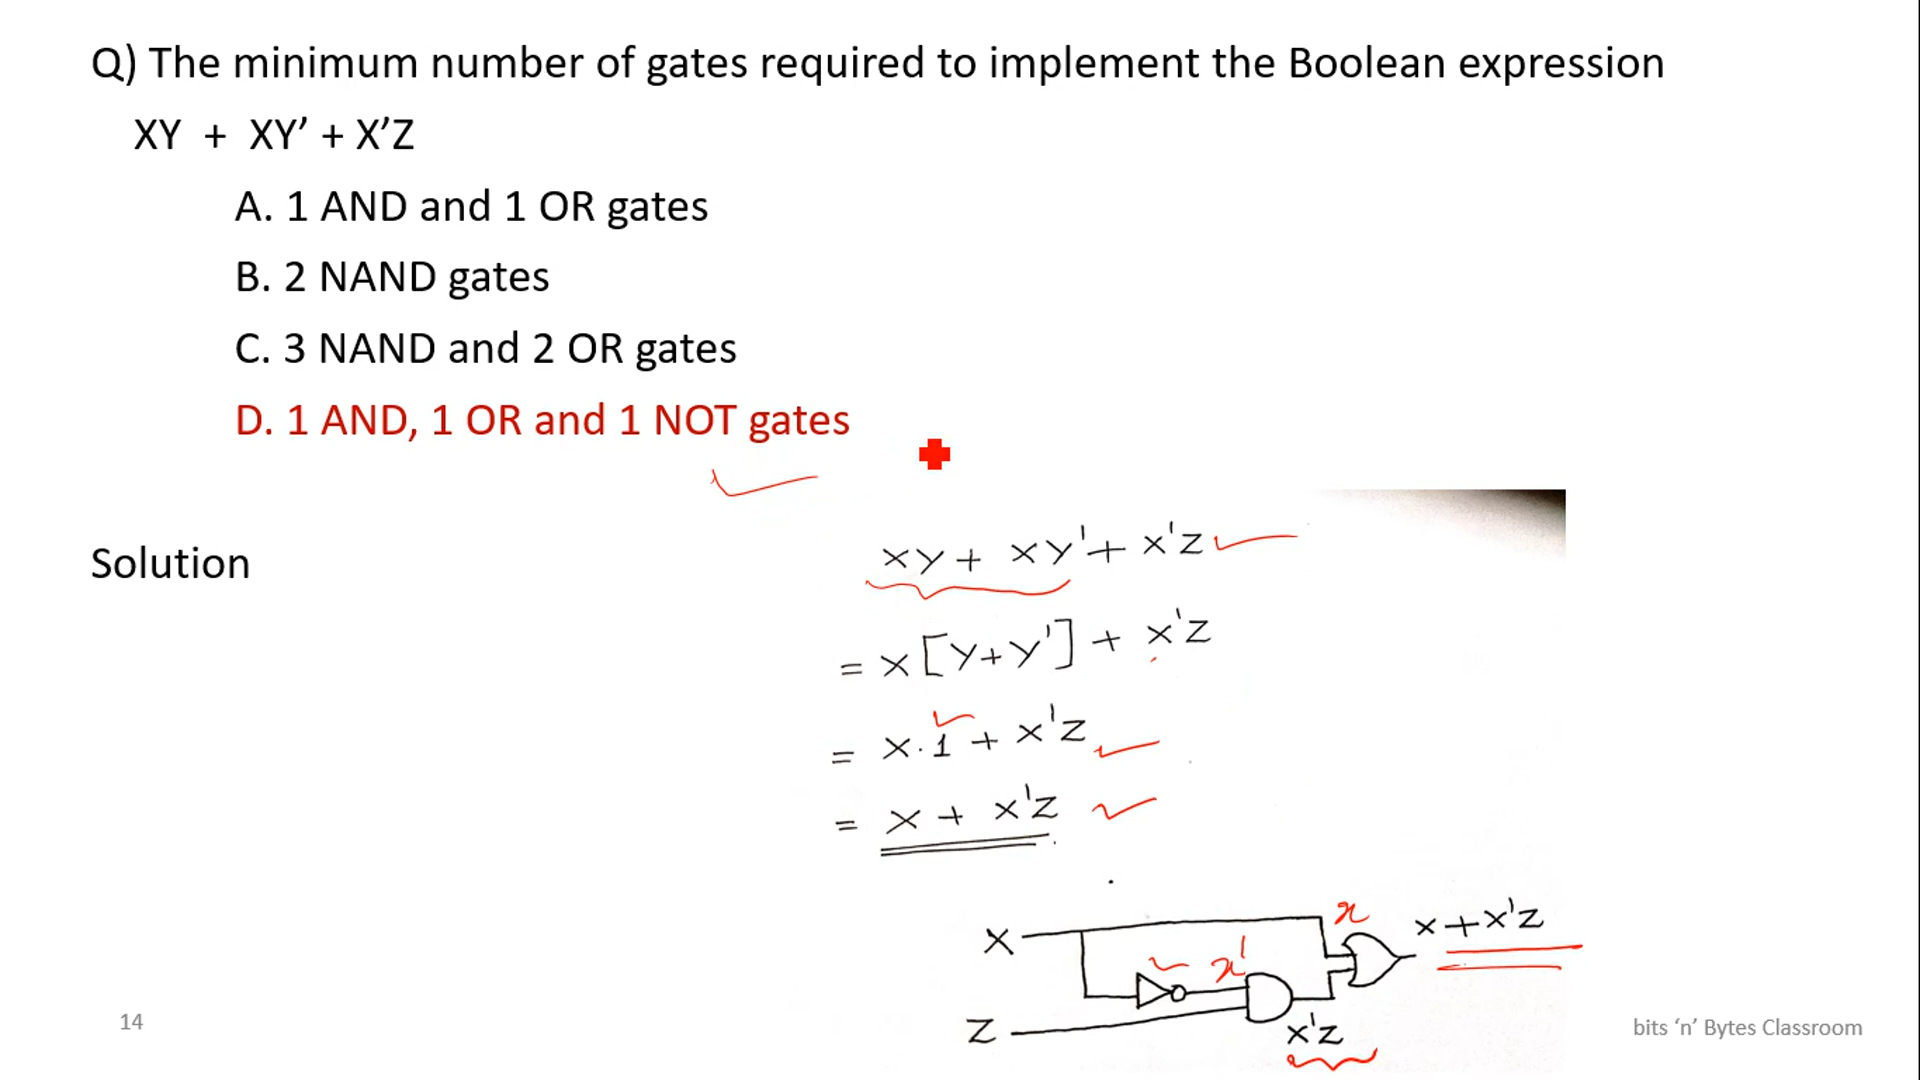 Q) The minimum number of gates required to implement the Boolean expression
XY + XY’ + X’Z
A. 1 AND and 1 OR gates
B. 2 NAND gates
C. 3 NAND and 2 OR gates
D. 1 AND, 1 OR and 1 NOT gates
Solution
XY + XY' + X'Z
= X[Y+Y'] + X'Z
= X.1 + X'Z
= X + X'Z
X
x
X+X'Z
x'
Z
X'Z
14
bits ‘n’ Bytes Classroom